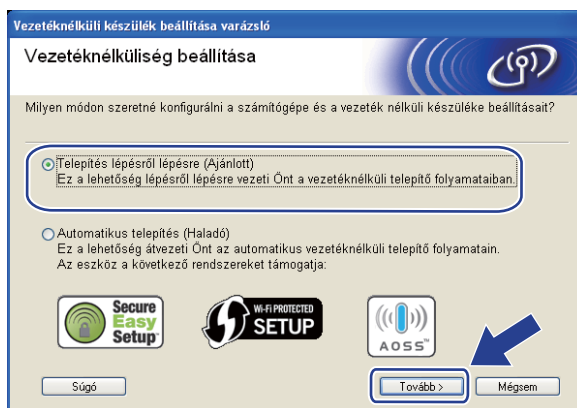 Vezetéknélküli készülék beállítása varázsló
Vezetéknélküliség beállítása
Milyen módon szeretné konfigurálni a számítógépe és a vezeték nélküli készüléke beállításait?
Telepítés lépésről lépésre (Ajánlott)
Ez a lehetőség lépésről lépésre vezeti Önt a vezetéknélküli telepítő folyamataiban.
Automatikus telepítés (Haladó)
Ez a lehetőség átvezeti Önt az automatikus vezetéknélküli telepítő folyamatain.
Az eszköz a következő rendszereket támogatja:
Secure
Easy
Setup
Wi-Fi PROTECTED
SETUP
AOSS™
Súgó
Tovább >
Mégsem